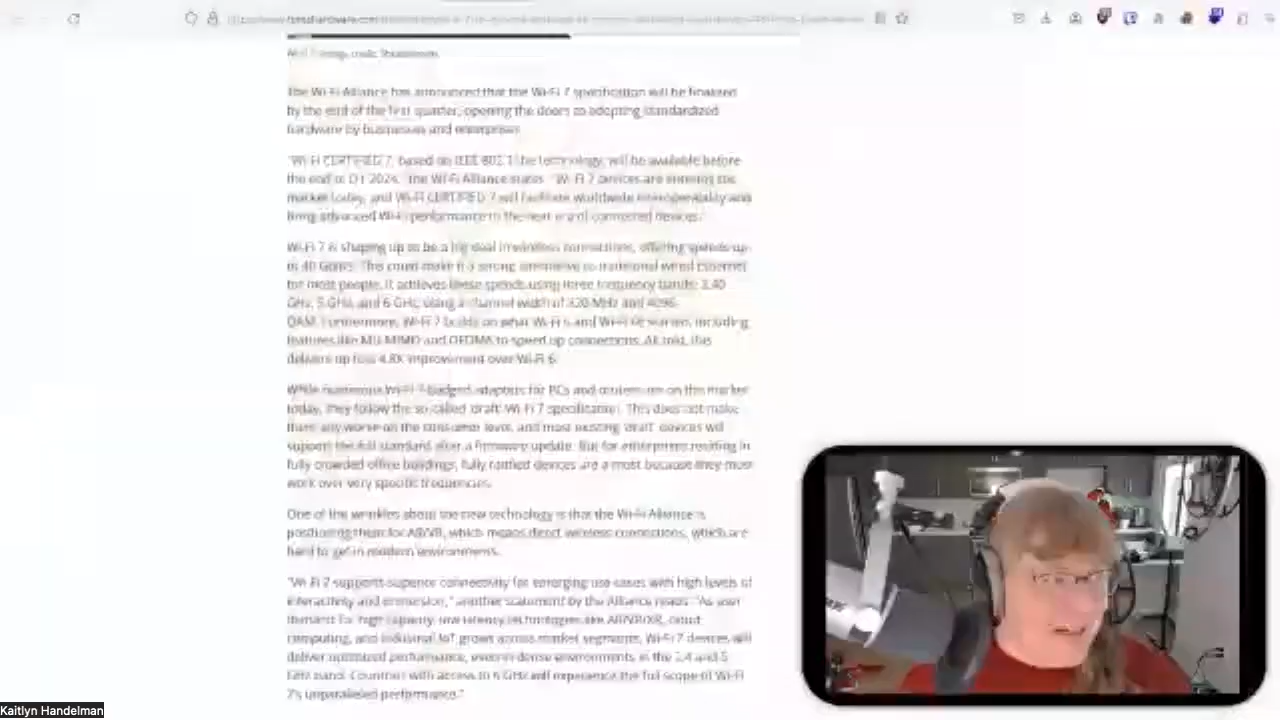 The Wi-Fi Alliance has announced that the Wi-Fi 7 specification will be finalized
by the end of the first quarter, opening the doors to adopting standardized
hardware by businesses and enterprises.
"Wi-Fi CERTIFIED 7, based on IEEE 802.11be technology, will be available before
the end of Q1 2024," the Wi-Fi Alliance states. "Wi-Fi 7 devices are entering the
market today, and Wi-Fi CERTIFIED 7 will facilitate worldwide interoperability and
bring advanced Wi-Fi performance to the next era of connected devices."
Wi-Fi 7 is shaping up to be a big deal in wireless connections, offering speeds up
to 40 Gbps. This could make it a strong alternative to traditional wired Ethernet
for most people. It achieves these speeds using three frequency bands: 2.40
GHz, 5 GHz, and 6 GHz, using a channel width of 320 MHz and 4096-
QAM. Furthermore, Wi-Fi 7 builds on what Wi-Fi 6 and Wi-Fi 6E started, including
features like MU-MIMO and OFDMA to speed up connections. All told, this
delivers up to a 4.8X improvement over Wi-Fi 6.
While numerous Wi-Fi 7-badged adapters for PCs and routers are on the market
today, they follow the so-called 'draft' Wi-Fi 7 specification. This does not make
them any worse on the consumer level, and most existing 'draft' devices will
support the full standard after a firmware update. But for enterprises residing in
fully crowded office buildings, fully ratified devices are a must because they must
work over very specific frequencies.
One of the wrinkles about the new technology is that the Wi-Fi Alliance is
positioning them for AR/VR, which means direct wireless connections, which are
hard to get in modern environments.
"Wi-Fi 7 supports superior connectivity for emerging use cases with high levels of
interactivity and immersion," another statement by the Alliance reads. "As user
demand for high capacity, low latency technologies like AR/VR/XR, cloud
computing, and industrial IoT grows across market segments, Wi-Fi 7 devices will
deliver optimized performance, even in dense environments in the 2.4 and 5
GHz band. Countries with access to 6 GHz will experience the full scope of Wi-Fi
7's unparalleled performance."
Kaitlyn Handelman